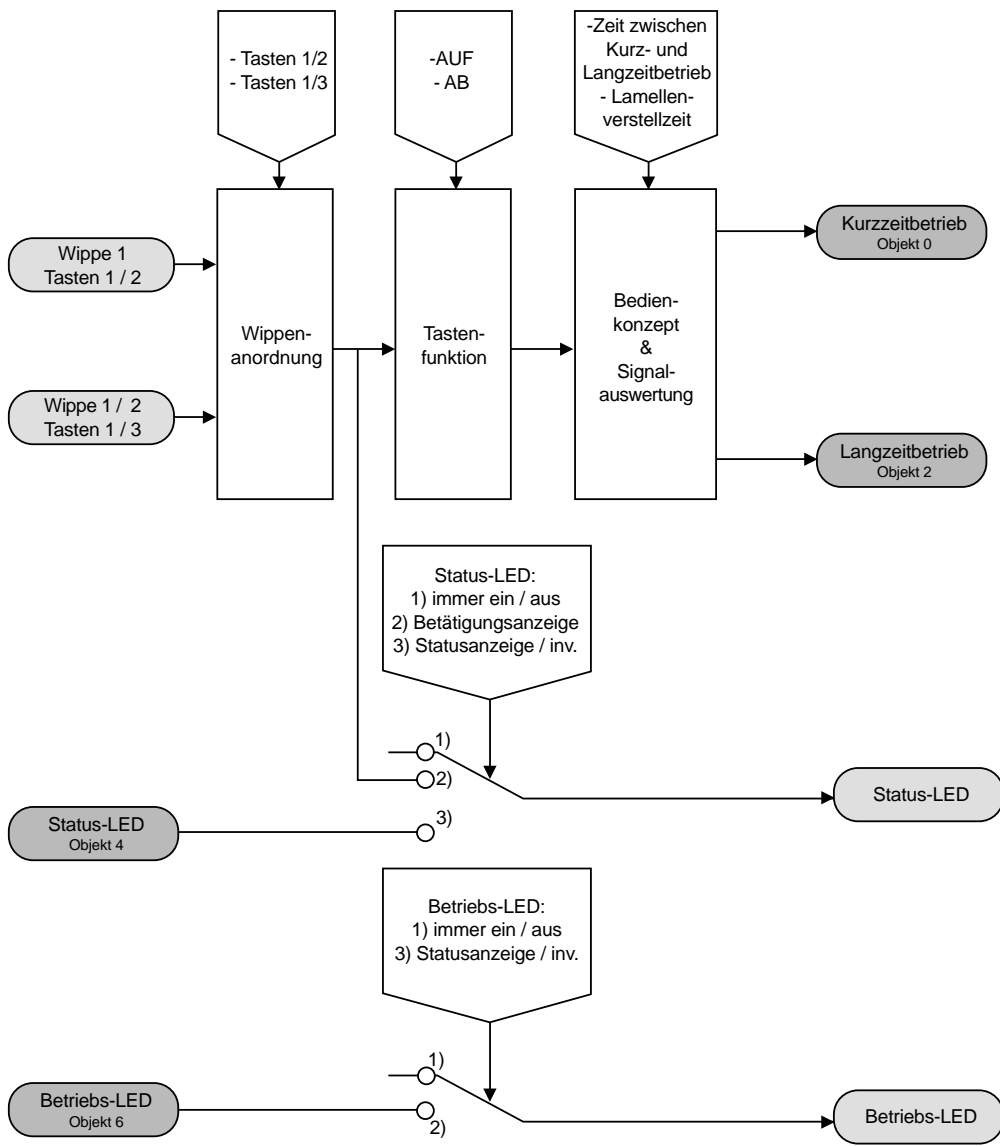 - Tasten 1/2
- Tasten 1/3
-AUF
- AB
-Zeit zwischen
Kurz- und
Langzeitbetrieb
- Lamellen-
verstellzeit
Wippe 1
Tasten 1 / 2
Wippe 1 / 2
Tasten 1 / 3
Wippen-
anordnung
Tasten-
funktion
Bedien-
konzept
&
Signal-
auswertung
Kurzzeitbetrieb
Objekt 0
Langzeitbetrieb
Objekt 2
Status-LED:
1) immer ein / aus
2) Betätigungsanzeige
3) Statusanzeige / inv.
1)
2)
3)
Status-LED
Objekt 4
Status-LED
Betriebs-LED:
1) immer ein / aus
3) Statusanzeige / inv.
1)
2)
Betriebs-LED
Objekt 6
Betriebs-LED